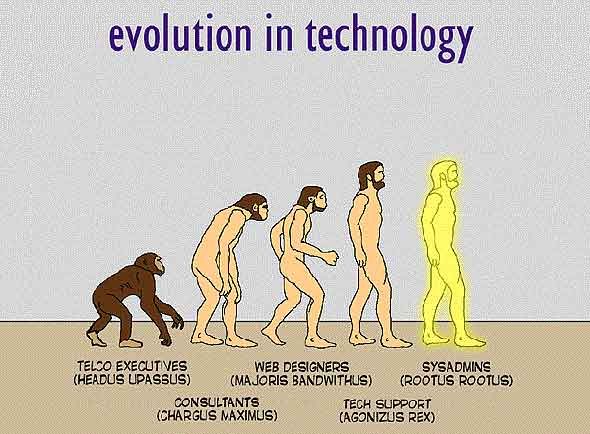 evolution in technology
TELCO EXECUTIVES
(HEADUS UPASSUS)
CONSULTANTS
(CHARGUS MAXIMUS)
WEB DESIGNERS
(MAJORIS BANDWITHUS)
TECH SUPPORT
(AGONIZUS REX)
SYSADMINS
(ROOTUS ROOTUS)